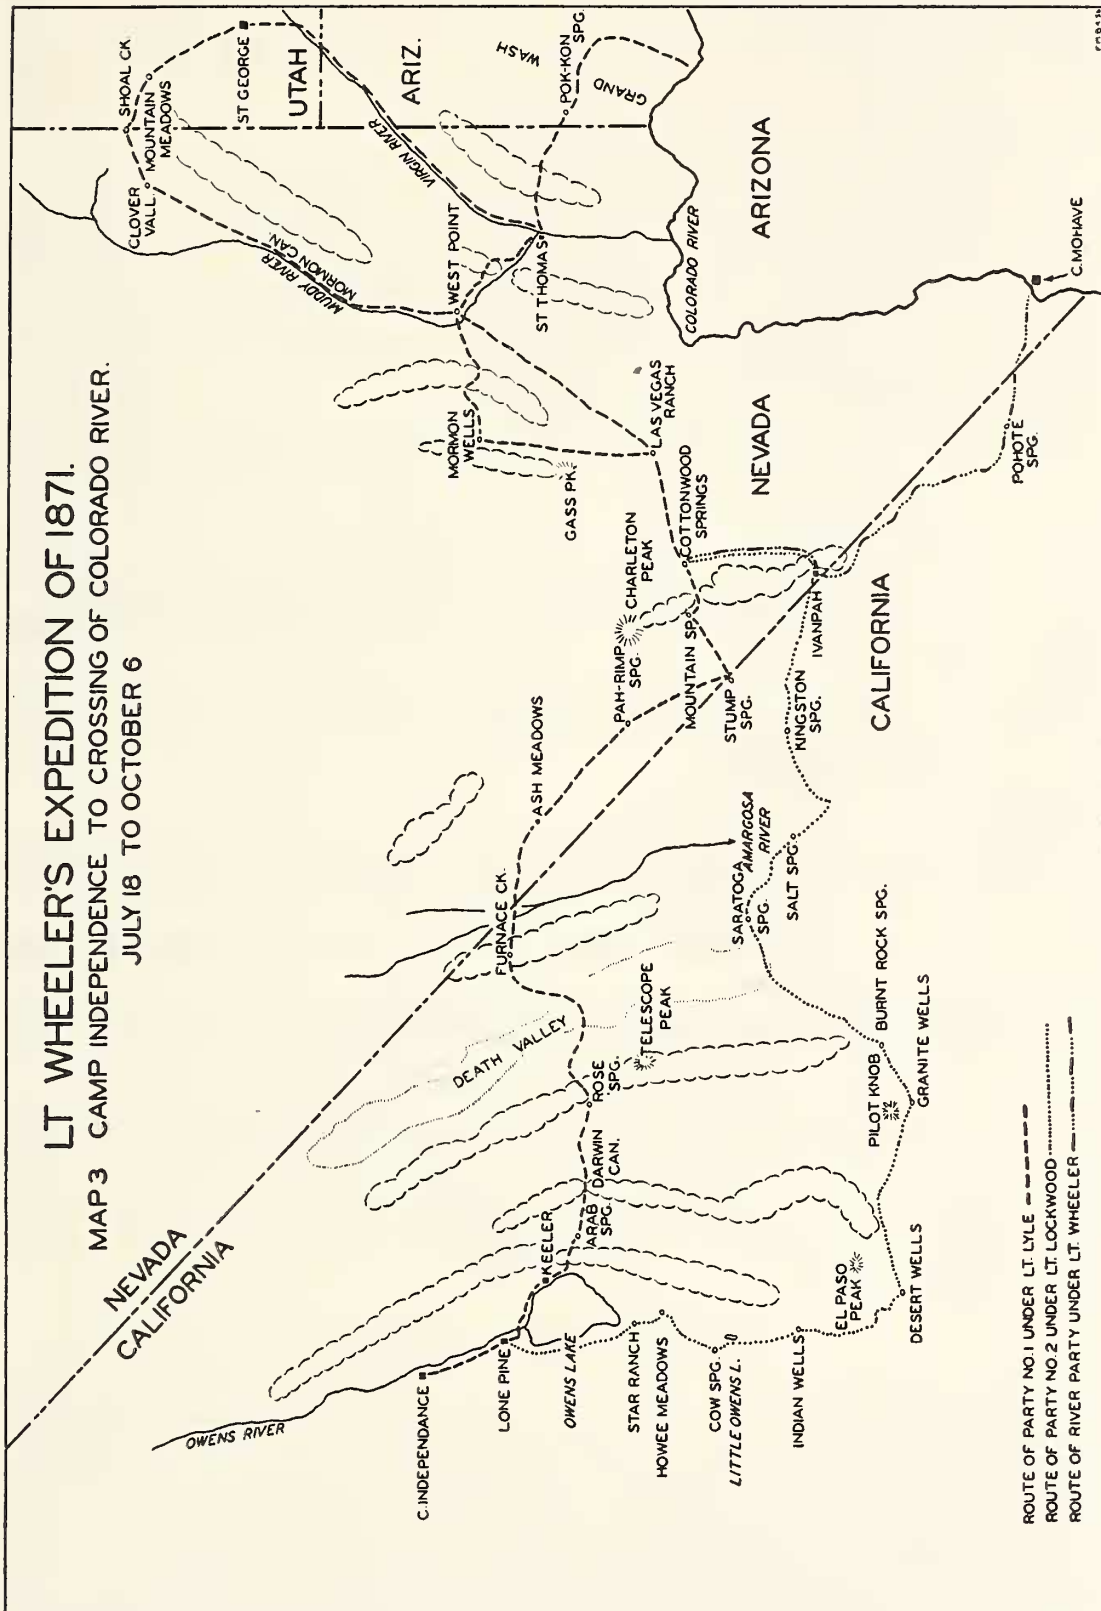 LT WHEELER'S EXPEDITION OF 1871.
MAP 3 CAMP INDEPENDENCE TO CROSSING OF COLORADO RIVER.
JULY 18 TO OCTOBER 6
NEVADA
CALIFORNIA
OWENS RIVER
C. INDEPENDANCE
LONE PINE
OWENS LAKE
KEELER
STAR RANCH
HOWEE MEADOWS
COW SPG.
LITTLE OWENS L.
INDIAN WELLS
EL PASO
PEAK
DESERT WELLS
ARAB
SPG.
DARWIN
CAN.
ROSE
SPG.
DEATH VALLEY
TELESCOPE
PEAK
PILOT KNOB
GRANITE WELLS
BURNT ROCK SPG.
FURNACE CK.
ASH MEADOWS
SARATOGA
SPG.
AMARGOSA
RIVER
SALT SPG.
KINGSTON
SPG.
PAH-RIMP
SPG.
CHARLETON
PEAK
MOUNTAIN SP.
STUMP
SPG.
IVANPAH
CALIFORNIA
COTTONWOOD
SPRINGS
LAS VEGAS
RANCH
NEVADA
GASS PK.
MORMON
WELLS
POHOTE
SPG.
C. MOHAVE
COLORADO RIVER
ARIZONA
WEST POINT
ST THOMAS
MUDDY RIVER
MORMON CAN.
VIRGIN RIVER
CLOVER
VALL.
SHOAL CK.
MOUNTAIN
MEADOWS
ST GEORGE
UTAH
ARIZ.
POK-KON
SPG.
GRAND
WASH
ROUTE OF PARTY NO. 1 UNDER LT. LYLE
ROUTE OF PARTY NO. 2 UNDER LT. LOCKWOOD
ROUTE OF RIVER PARTY UNDER LT. WHEELER